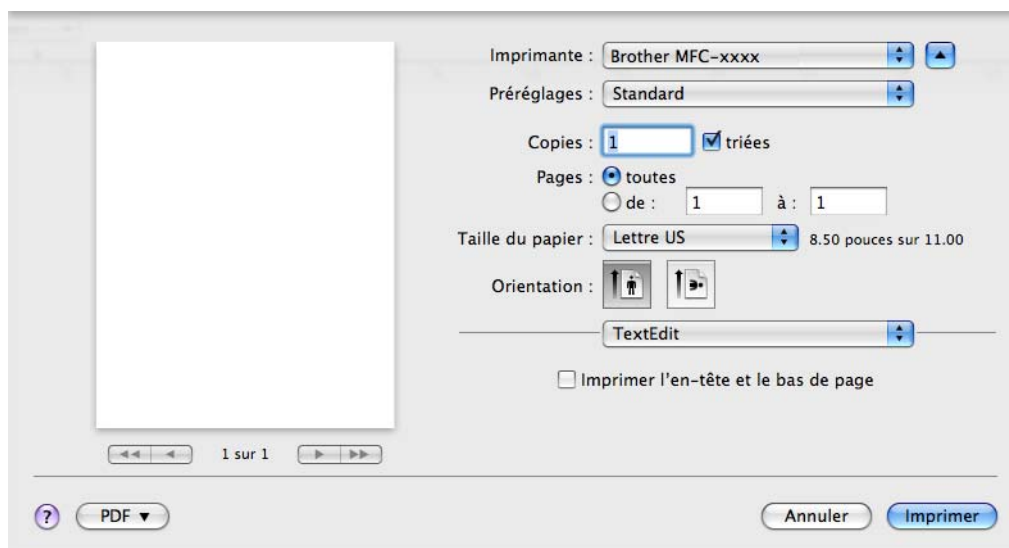 Imprimante : Brother MFC-xxxx
Préréglages : Standard
Copies : 1 triées
Pages : toutes
de : 1 à : 1
Taille du papier : Lettre US 8.50 pouces sur 11.00
Orientation :
TextEdit
Imprimer l'en-tête et le bas de page
1 sur 1
? PDF ▼ Annuler Imprimer